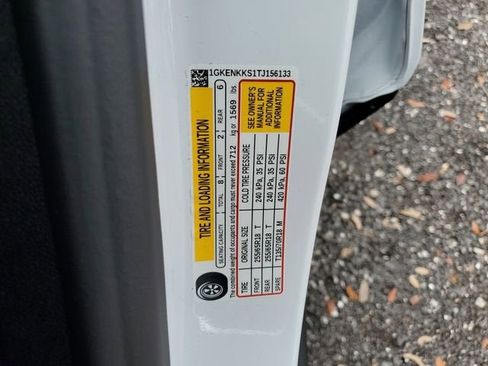 1GKENKKS1TJ156133
TIRE AND LOADING INFORMATION
SEATING CAPACITY TOTAL 8 FRONT 2 REAR 6
The combined weight of occupants and cargo must never exceed 712 kg or 1569 lbs.
TIRE ORIGINAL SIZE COLD TIRE PRESSURE
FRONT 255/65R18 T 240 kPa, 35 PSI
REAR 255/65R18 T 240 kPa, 35 PSI
SPARE T135/70R18 M 420 kPa, 60 PSI
SEE OWNER'S
MANUAL FOR
ADDITIONAL
INFORMATION